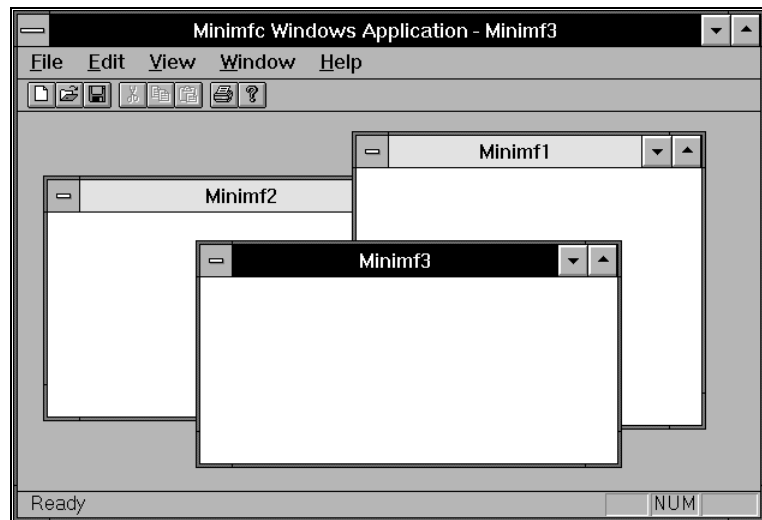 Minimfc Windows Application - Minimf3
File Edit View Window Help
Minimf1
Minimf2
Minimf3
Ready NUM